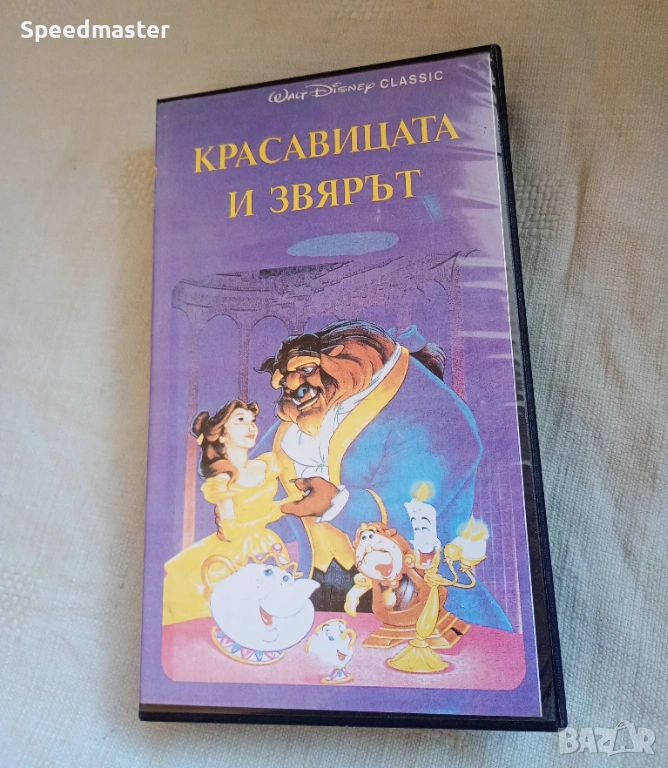 Speedmaster
WALT DISNEY CLASSIC
КРАСАВИЦАТА
И ЗВЯРЪТ
BAZAR